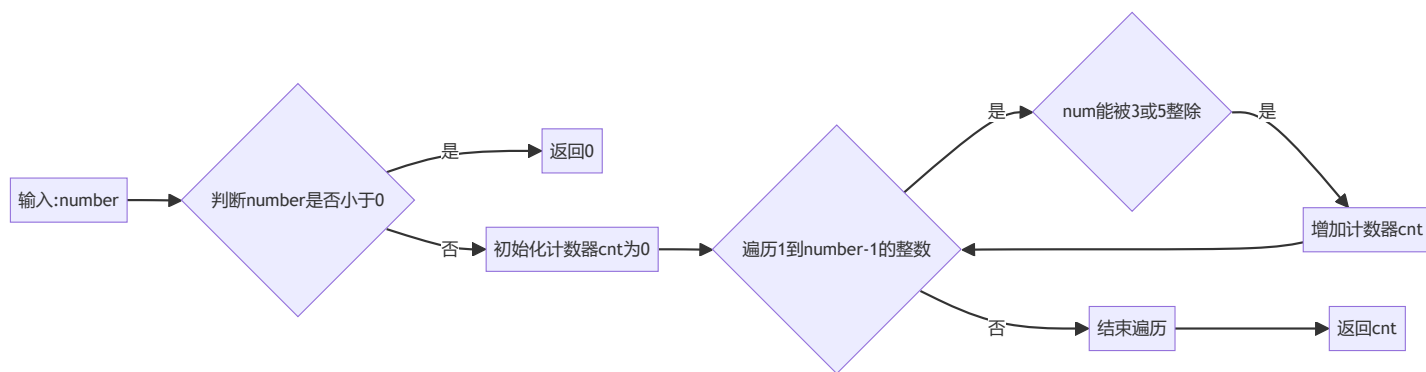 输入:number
判断number是否小于0
是
返回0
否
初始化计数器cnt为0
遍历1到number-1的整数
是
num能被3或5整除
是
增加计数器cnt
否
结束遍历
返回cnt